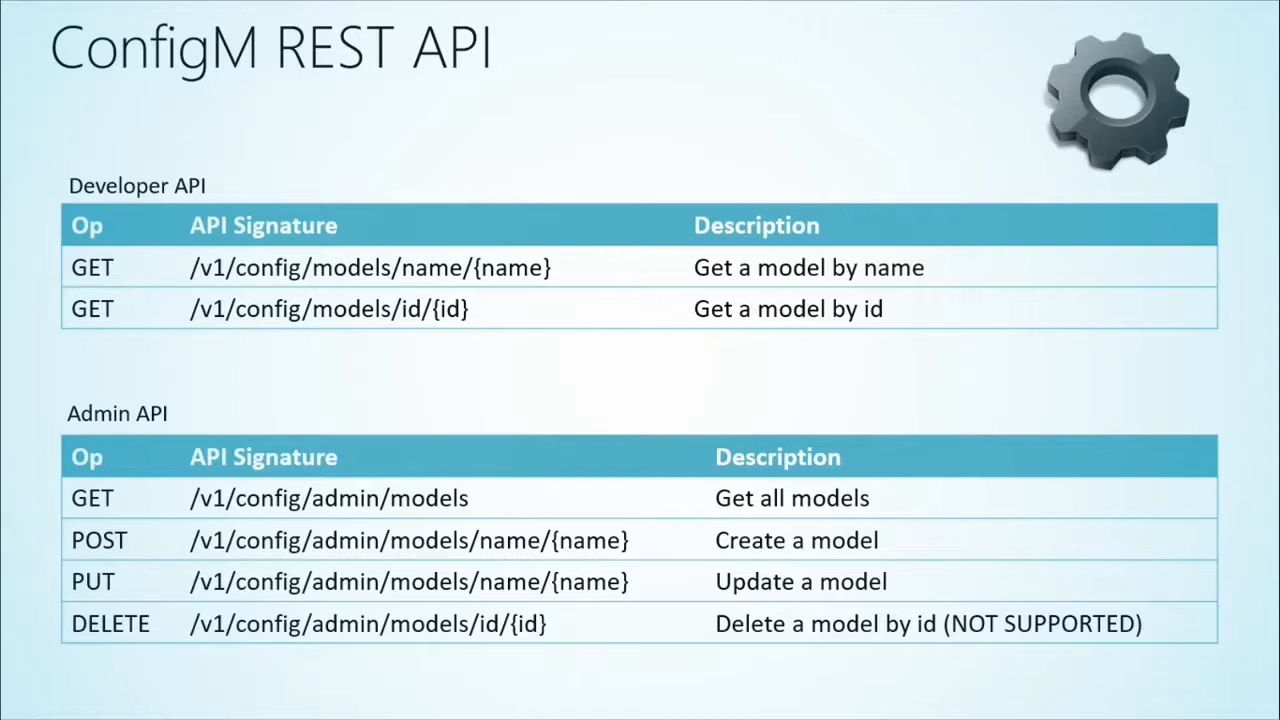 ConfigM REST API
Developer API
Op API Signature Description
GET /v1/config/models/name/{name} Get a model by name
GET /v1/config/models/id/{id} Get a model by id
Admin API
Op API Signature Description
GET /v1/config/admin/models Get all models
POST /v1/config/admin/models/name/{name} Create a model
PUT /v1/config/admin/models/name/{name} Update a model
DELETE /v1/config/admin/models/id/{id} Delete a model by id (NOT SUPPORTED)